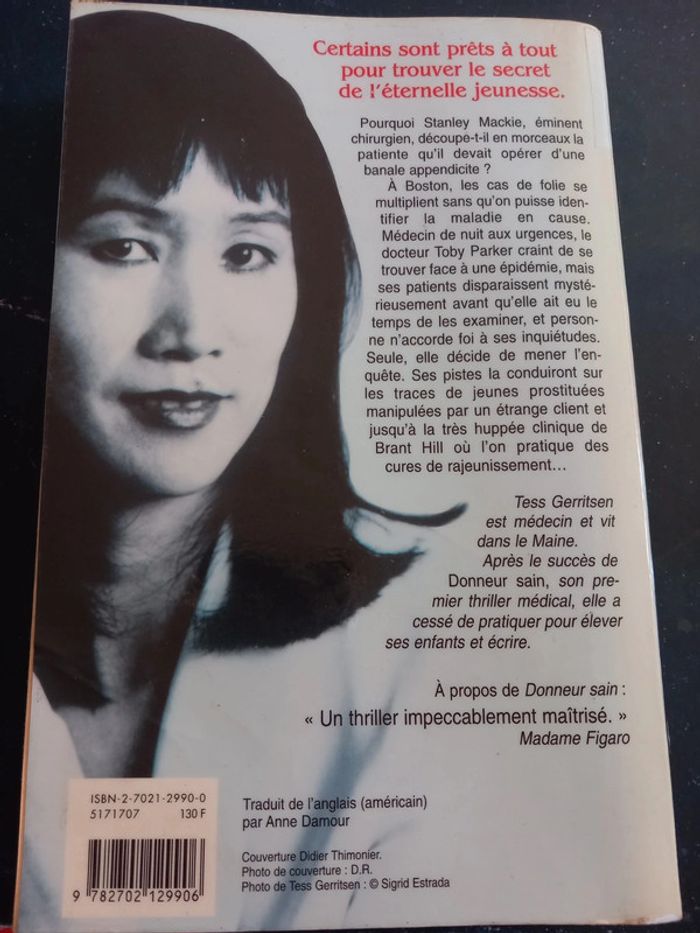 Certains sont prêts à tout
pour trouver le secret
de l'éternelle jeunesse.
Pourquoi Stanley Mackie, éminent
chirurgien, découpe-t-il en morceaux la
patiente qu'il devait opérer d'une
banale appendicite ?
À Boston, les cas de folie se
multiplient sans qu'on puisse iden-
tifier la maladie en cause.
Médecin de nuit aux urgences, le
docteur Toby Parker craint de se
trouver face à une épidémie, mais
ses patients disparaissent mysté-
rieusement avant qu'elle ait eu le
temps de les examiner, et person-
ne n'accorde foi à ses inquiétudes.
Seule, elle décide de mener l'en-
quête. Ses pistes la conduiront sur
les traces de jeunes prostituées
manipulées par un étrange client et
jusqu'à la très huppée clinique de
Brant Hill où l'on pratique des
cures de rajeunissement...
Tess Gerritsen
est médecin et vit
dans le Maine.
Après le succès de
Donneur sain, son pre-
mier thriller médical, elle a
cessé de pratiquer pour élever
ses enfants et écrire.
À propos de Donneur sain :
« Un thriller impeccablement maîtrisé. »
Madame Figaro
ISBN-2-7021-2990-0
5171707 130 F
9 782702 129906
Traduit de l'anglais (américain)
par Anne Damour
Couverture Didier Thimonier.
Photo de couverture : D.R.
Photo de Tess Gerritsen : © Sigrid Estrada